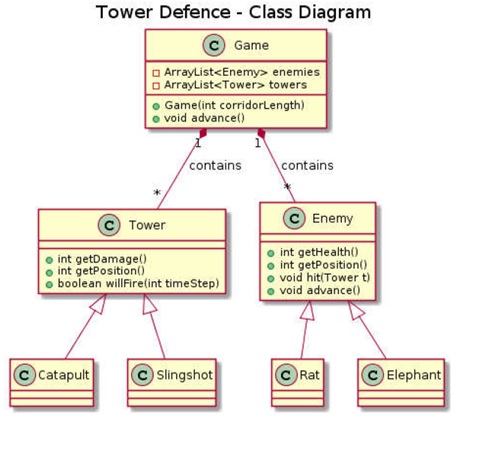 Tower Defence - Class Diagram
C Game
ArrayList<Enemy> enemies
ArrayList<Tower> towers
Game(int corridorLength)
void advance()
1 1
contains contains
* *
C Tower
int getDamage()
int getPosition()
boolean willFire(int timeStep)
C Enemy
int getHealth()
int getPosition()
void hit(Tower t)
void advance()
C Catapult
C Slingshot
C Rat
C Elephant